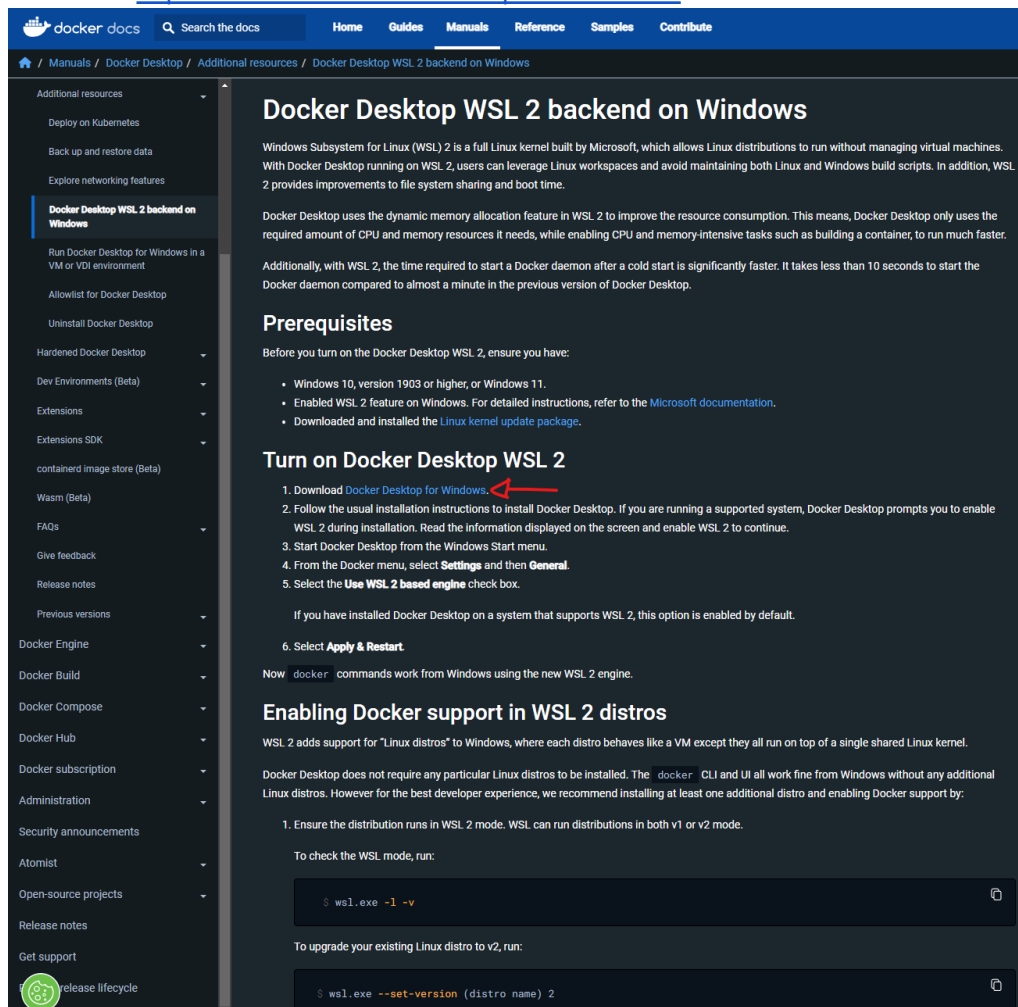 docker docs
Search the docs
Home
Guides
Manuals
Reference
Samples
Contribute
/ Manuals / Docker Desktop / Additional resources / Docker Desktop WSL 2 backend on Windows
Additional resources
Deploy on Kubernetes
Back up and restore data
Explore networking features
Docker Desktop WSL 2 backend on
Windows
Run Docker Desktop for Windows in a
VM or VDI environment
Allowlist for Docker Desktop
Uninstall Docker Desktop
Hardened Docker Desktop
Dev Environments (Beta)
Extensions
Extensions SDK
containerd image store (Beta)
Wasm (Beta)
FAQs
Give feedback
Release notes
Previous versions
Docker Engine
Docker Build
Docker Compose
Docker Hub
Docker subscription
Administration
Security announcements
Atomist
Open-source projects
Release notes
Get support
release lifecycle
Docker Desktop WSL 2 backend on Windows
Windows Subsystem for Linux (WSL) 2 is a full Linux kernel built by Microsoft, which allows Linux distributions to run without managing virtual machines.
With Docker Desktop running on WSL 2, users can leverage Linux workspaces and avoid maintaining both Linux and Windows build scripts. In addition, WSL
2 provides improvements to file system sharing and boot time.
Docker Desktop uses the dynamic memory allocation feature in WSL 2 to improve the resource consumption. This means, Docker Desktop only uses the
required amount of CPU and memory resources it needs, while enabling CPU and memory-intensive tasks such as building a container, to run much faster.
Additionally, with WSL 2, the time required to start a Docker daemon after a cold start is significantly faster. It takes less than 10 seconds to start the
Docker daemon compared to almost a minute in the previous version of Docker Desktop.
Prerequisites
Before you turn on the Docker Desktop WSL 2, ensure you have:
• Windows 10, version 1903 or higher, or Windows 11.
• Enabled WSL 2 feature on Windows. For detailed instructions, refer to the Microsoft documentation.
• Downloaded and installed the Linux kernel update package.
Turn on Docker Desktop WSL 2
1. Download Docker Desktop for Windows.
2. Follow the usual installation instructions to install Docker Desktop. If you are running a supported system, Docker Desktop prompts you to enable
WSL 2 during installation. Read the information displayed on the screen and enable WSL 2 to continue.
3. Start Docker Desktop from the Windows Start menu.
4. From the Docker menu, select Settings and then General.
5. Select the Use WSL 2 based engine check box.
If you have installed Docker Desktop on a system that supports WSL 2, this option is enabled by default.
6. Select Apply & Restart.
Now docker commands work from Windows using the new WSL 2 engine.
Enabling Docker support in WSL 2 distros
WSL 2 adds support for “Linux distros” to Windows, where each distro behaves like a VM except they all run on top of a single shared Linux kernel.
Docker Desktop does not require any particular Linux distros to be installed. The docker CLI and UI all work fine from Windows without any additional
Linux distros. However for the best developer experience, we recommend installing at least one additional distro and enabling Docker support by:
1. Ensure the distribution runs in WSL 2 mode. WSL can run distributions in both v1 or v2 mode.
To check the WSL mode, run:
$ wsl.exe -l -v
To upgrade your existing Linux distro to v2, run:
$ wsl.exe --set-version (distro name) 2